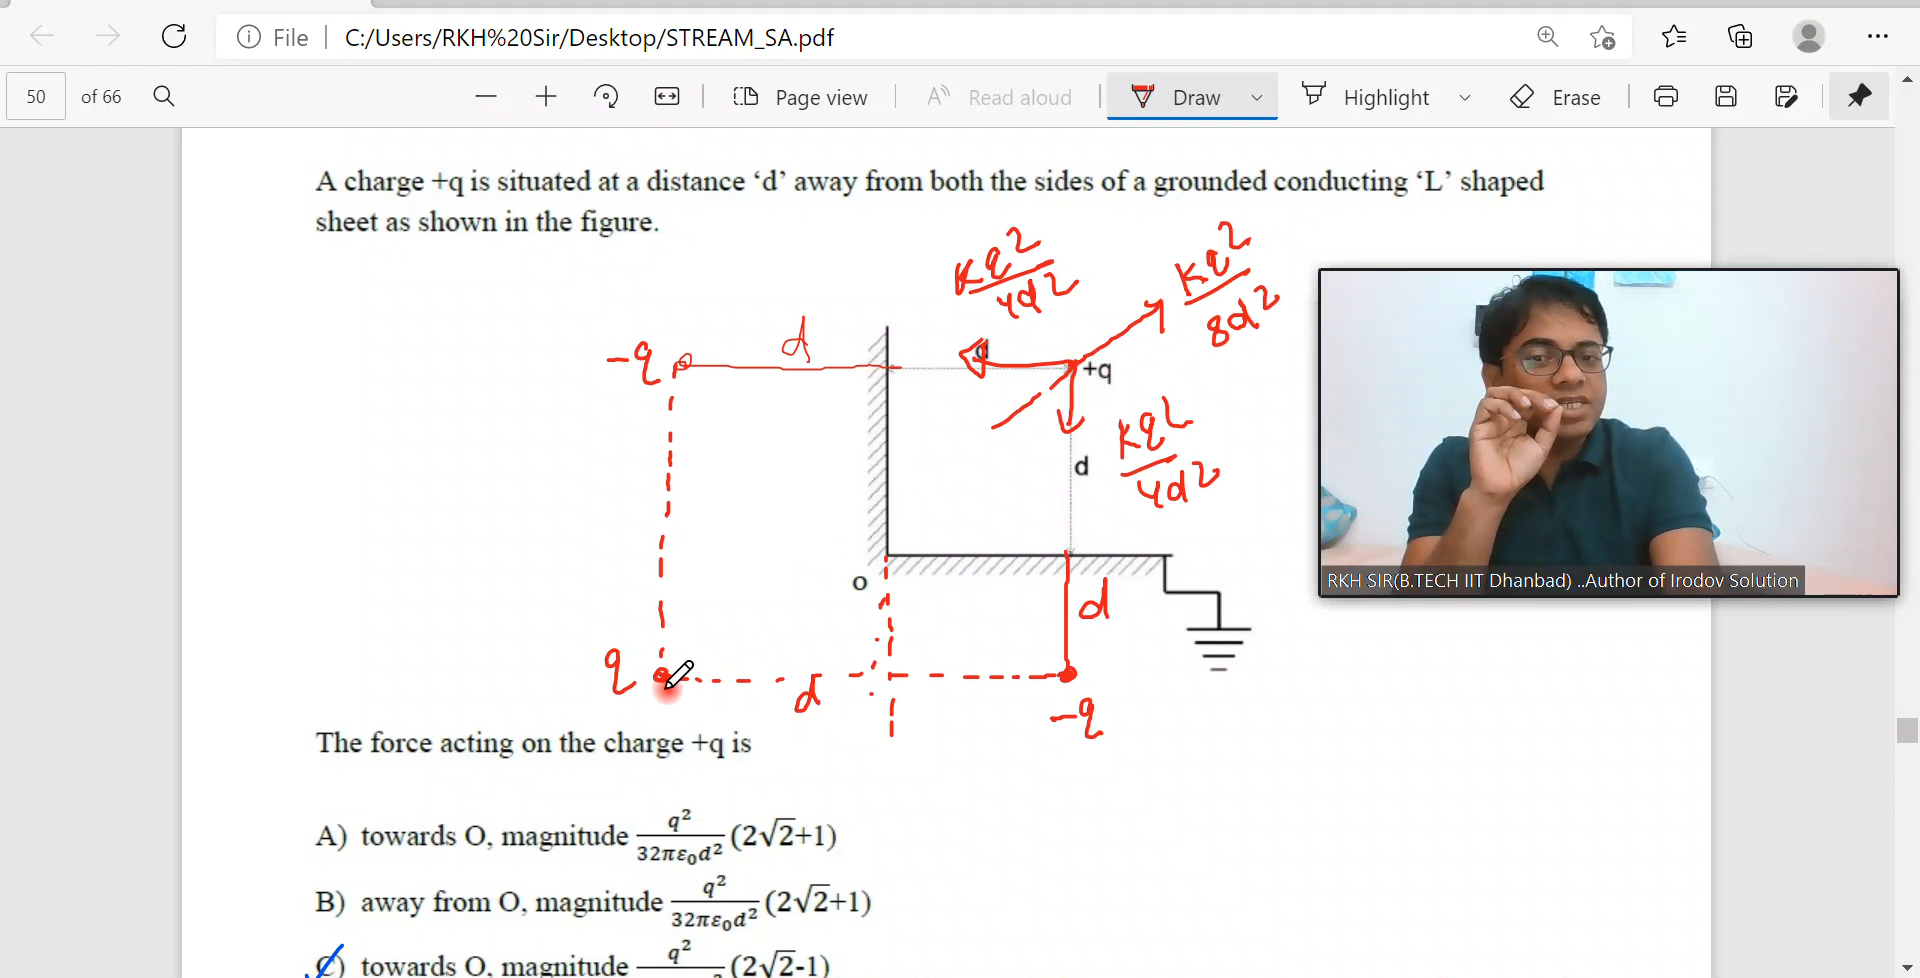 File C:/Users/RKH%20Sir/Desktop/STREAM_SA.pdf
50 of 66 Page view Read aloud Draw Highlight Erase
A charge +q is situated at a distance ‘d’ away from both the sides of a grounded conducting ‘L’ shaped
sheet as shown in the figure.
Kq²/4d²
Kq²/8d²
-q d d +q
Kq²/4d²
d
o
d
q d -q
RKH SIR(B.TECH IIT Dhanbad) ..Author of Irodov Solution
The force acting on the charge +q is
A) towards O, magnitude q²/32πε₀d² (2√2+1)
B) away from O, magnitude q²/32πε₀d² (2√2+1)
C) towards O, magnitude q² (2√2-1)